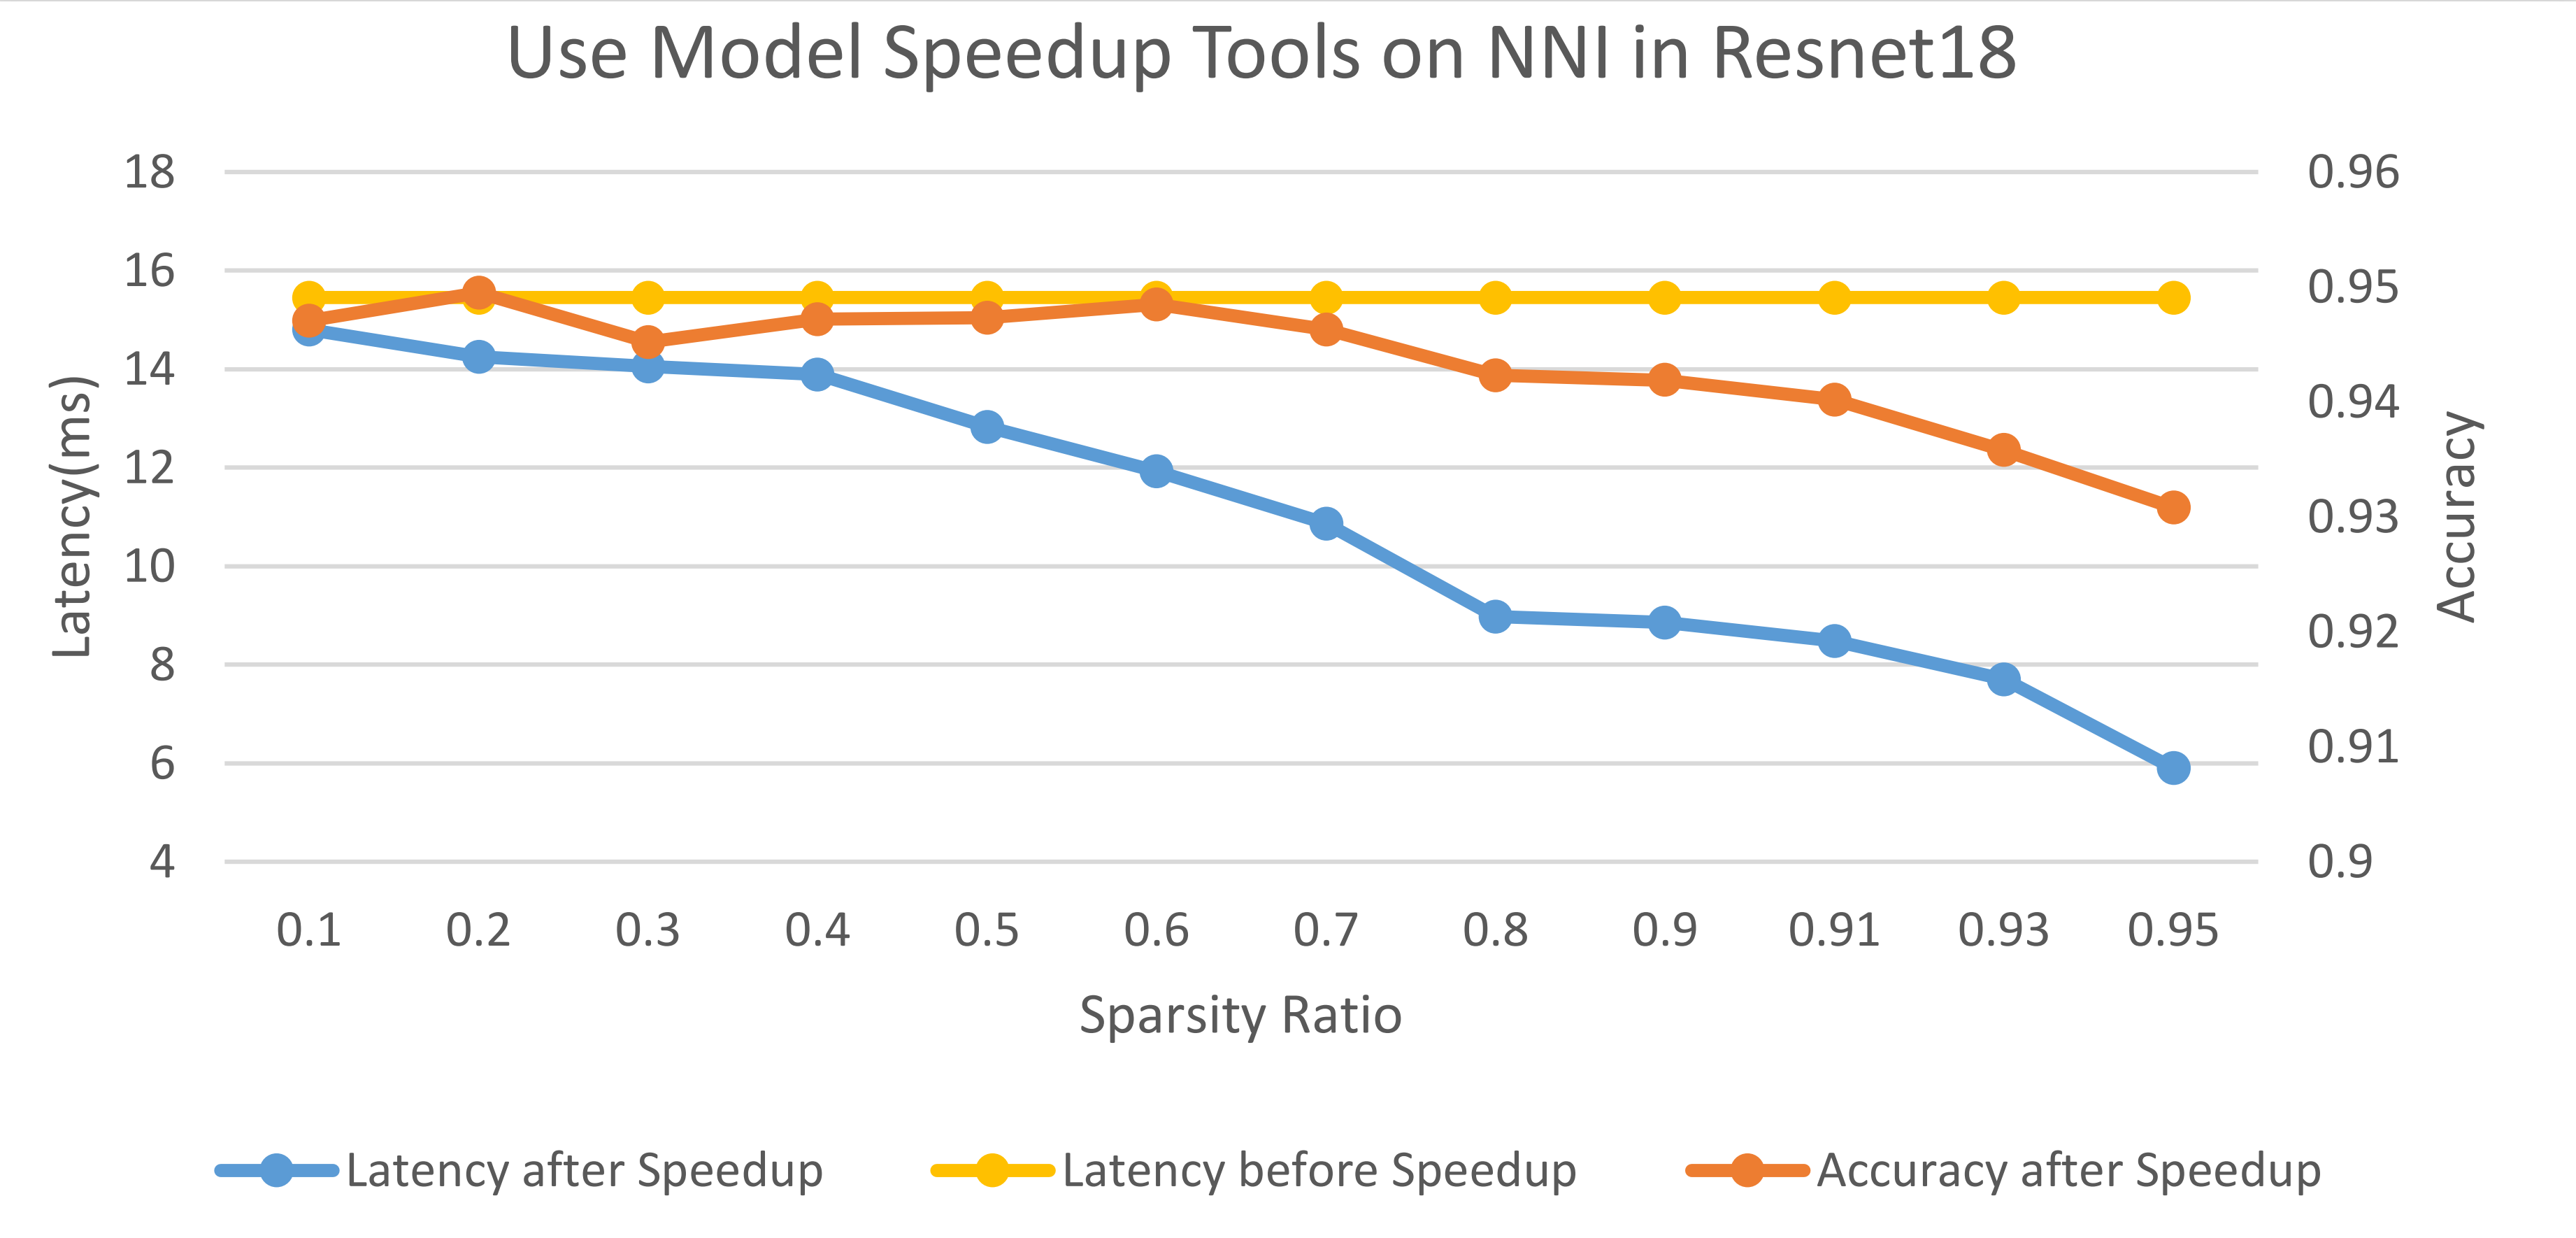 Use Model Speedup Tools on NNI in Resnet18
18
16
14
12
10
8
6
4
Latency(ms)
0.96
0.95
0.94
0.93
0.92
0.91
0.9
Accuracy
0.1 0.2 0.3 0.4 0.5 0.6 0.7 0.8 0.9 0.91 0.93 0.95
Sparsity Ratio
Latency after Speedup Latency before Speedup Accuracy after Speedup